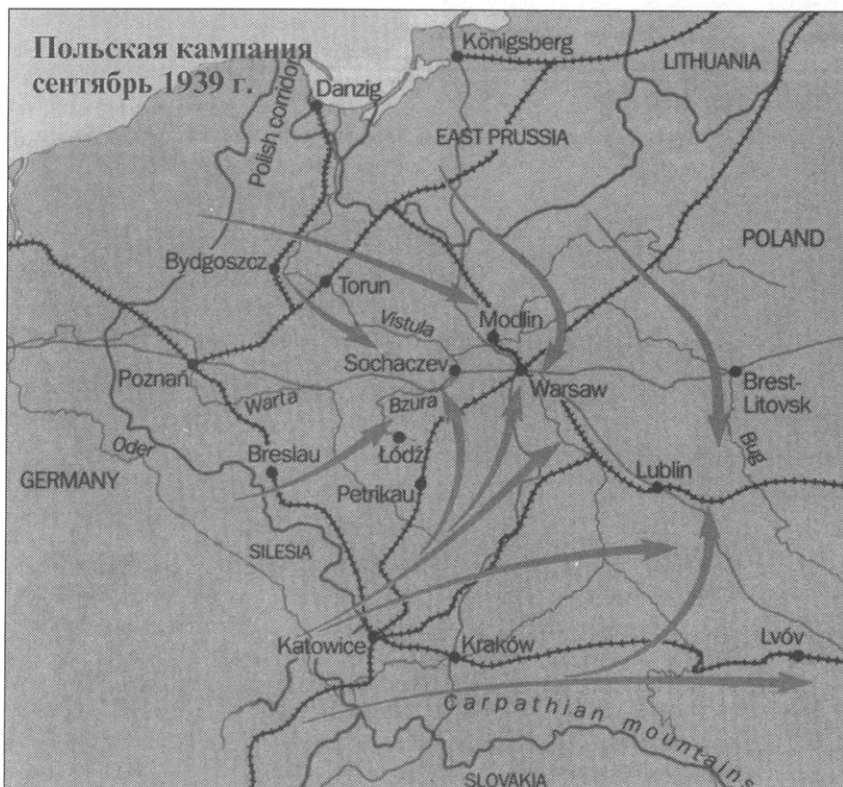 Польская кампания
сентябрь 1939 г.
Königsberg
LITHUANIA
Danzig
Polish corridor
EAST PRUSSIA
POLAND
Bydgoszcz
Torun
Vistula
Modlin
Sochaczev
Poznań
Warsaw
Brest-
Litovsk
Warta
Bzura
Oder
Łódź
Bug
Breslau
GERMANY
Petrikau
Lublin
SILESIA
Katowice
Kraków
Lvóv
Carpathian mountains
SLOVAKIA